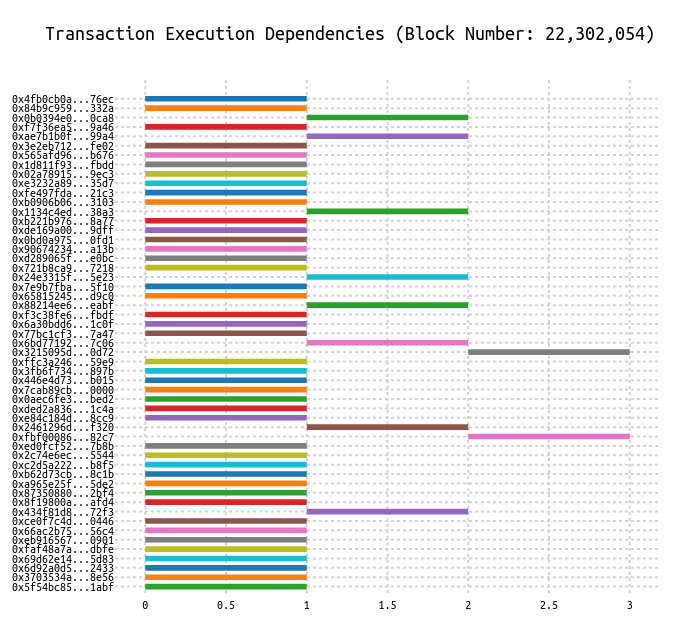 Transaction Execution Dependencies (Block Number: 22,302,054)
0x4fb0cb0a...76ec
0x84b9c959...332a
0x0b0394e0...0ca8
0xf7f36ea5...9a46
0xae7b1b0f...99a4
0x3e2eb712...fe02
0x565afd96...b676
0x1d811f93...fbdd
0x02a78915...9ec3
0xe3232a89...35d7
0xfe497fda...21c3
0xb0906b06...3103
0x1134c4ed...38a3
0xb221b976...8a77
0xde169a00...9dff
0x0bd0a975...0fd1
0x90674234...a13b
0xd289065f...e0bc
0x721b8ca9...7218
0x24e3315f...5e23
0x7e9b7fba...5f10
0x65815245...d9c0
0x88214ee6...eabf
0xf3c38fe6...fbdf
0x6a30bdd6...1c0f
0x77bc1cf3...7a47
0x6bd77192...7c06
0x3215095d...0d72
0xffc3a246...59e9
0x3fb6f734...897b
0x446e4d73...b015
0x7cab89cb...0000
0x0aec6fe3...bed2
0xded2a836...1c4a
0xe84c184d...8cc9
0x2461296d...f320
0xfbf00086...82c7
0xed0fcf52...7b8b
0x2c74e6ec...5544
0xc2d5a222...b8f5
0xb62d73cb...8c1b
0xa965e25f...5de2
0x87350880...2bf4
0x8f19800a...afd4
0x434f81d8...72f3
0xce0f7c4d...0446
0x66ac2b75...56c4
0xeb916567...0901
0xfaf48a7a...dbfe
0x69d62e14...5d83
0x6d92a0d5...2433
0x3703534a...8e56
0x5f54bc85...1abf
0 0.5 1 1.5 2 2.5 3